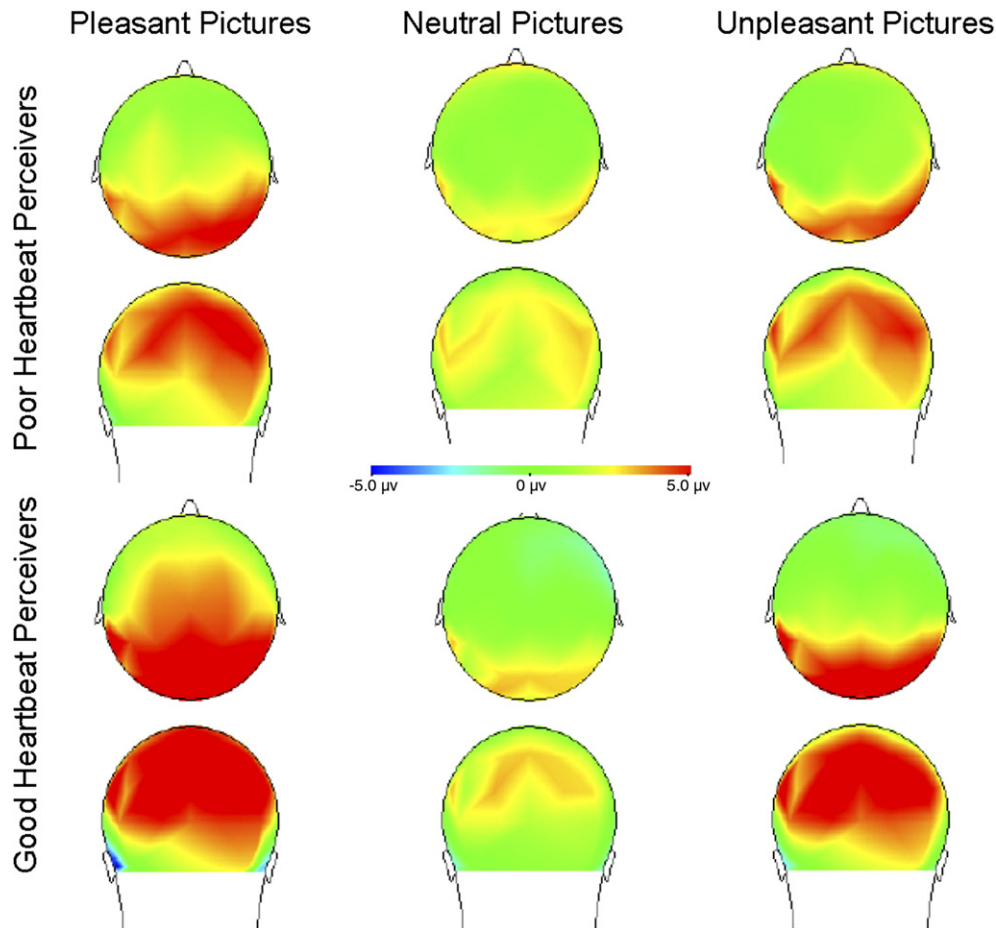 Pleasant Pictures
Neutral Pictures
Unpleasant Pictures
Poor Heartbeat Perceivers
-5.0 µv
0 µv
5.0 µv
Good Heartbeat Perceivers